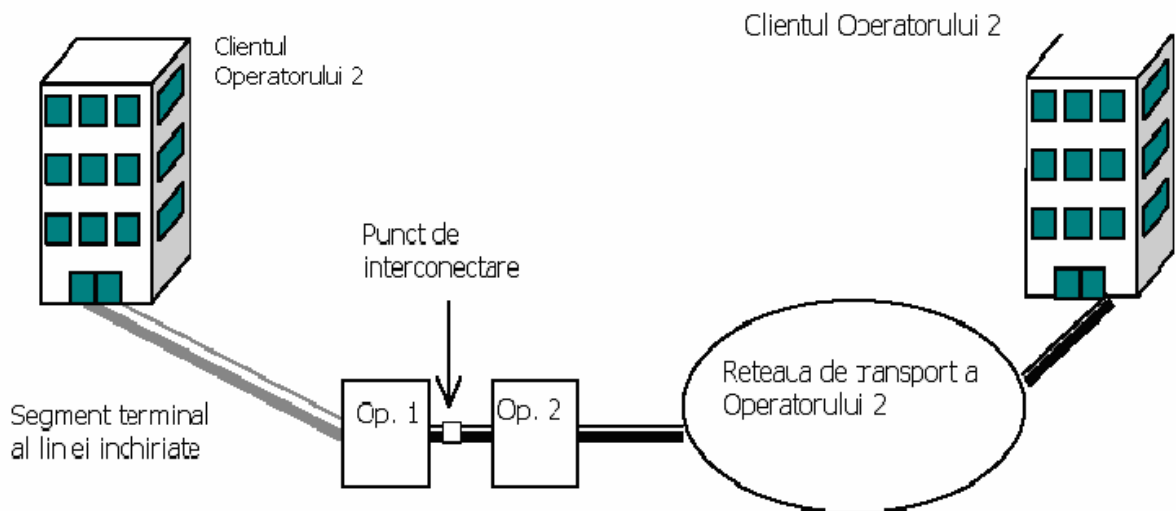 Clientul
Operatorului 2
Clientul Operatorului 2
Punct de
interconectare
Segment terminal
al liniei inchiriate
Op. 1
Op. 2
Reteaua de transport a
Operatorului 2